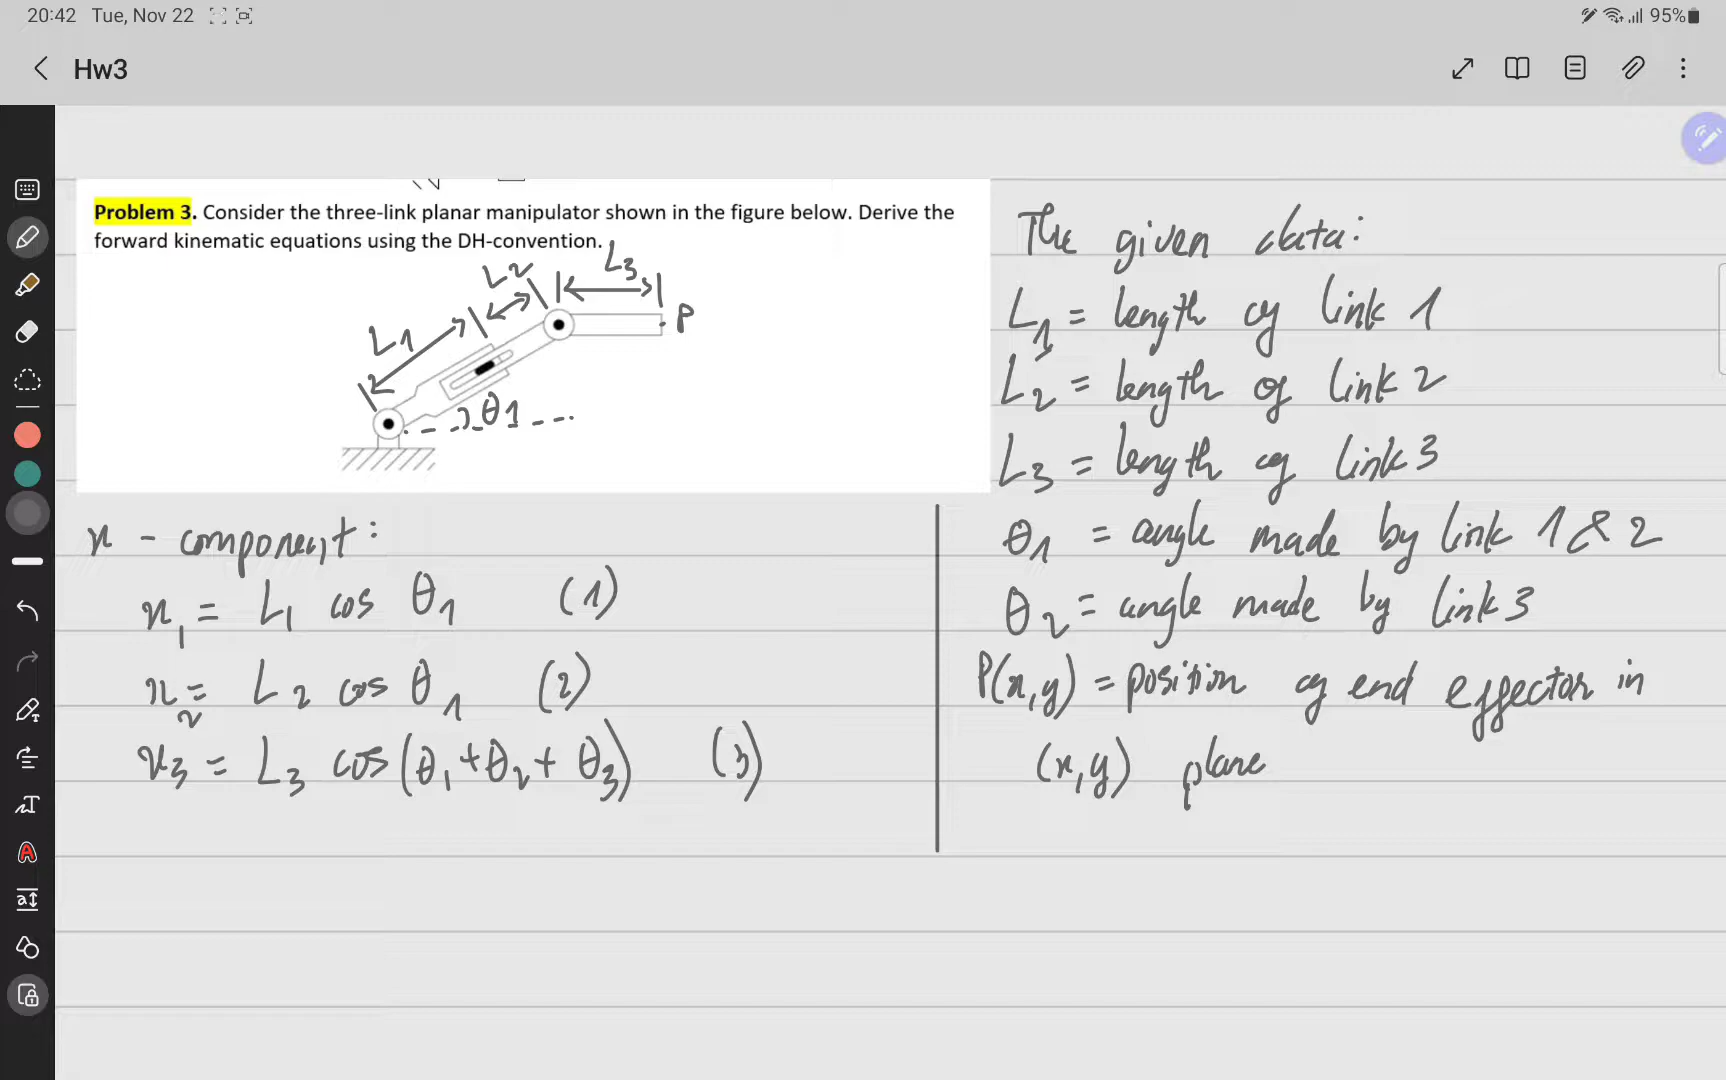 20:42 Tue, Nov 22
95%
Hw3
Problem 3. Consider the three-link planar manipulator shown in the figure below. Derive the
forward kinematic equations using the DH-convention.
L1
L2
L3
P
θ1
The given data:
L1 = length of link 1
L2 = length of link 2
L3 = length of link 3
θ1 = angle made by link 1 & 2
θ2 = angle made by link 3
P(x,y) = position of end effector in
(x,y) plane
x - component:
x1 = L1 cos θ1 (1)
x2 = L2 cos θ1 (2)
x3 = L3 cos(θ1+θ2+θ3) (3)